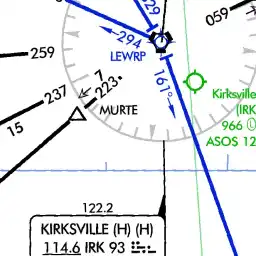 329
059
294
LEWRP
259
7
161°
237
223.
Kirksville
(IRK
MURTE
966
15
ASOS 12
122.2
KIRKSVILLE (H) (H)
114.6 IRK 93